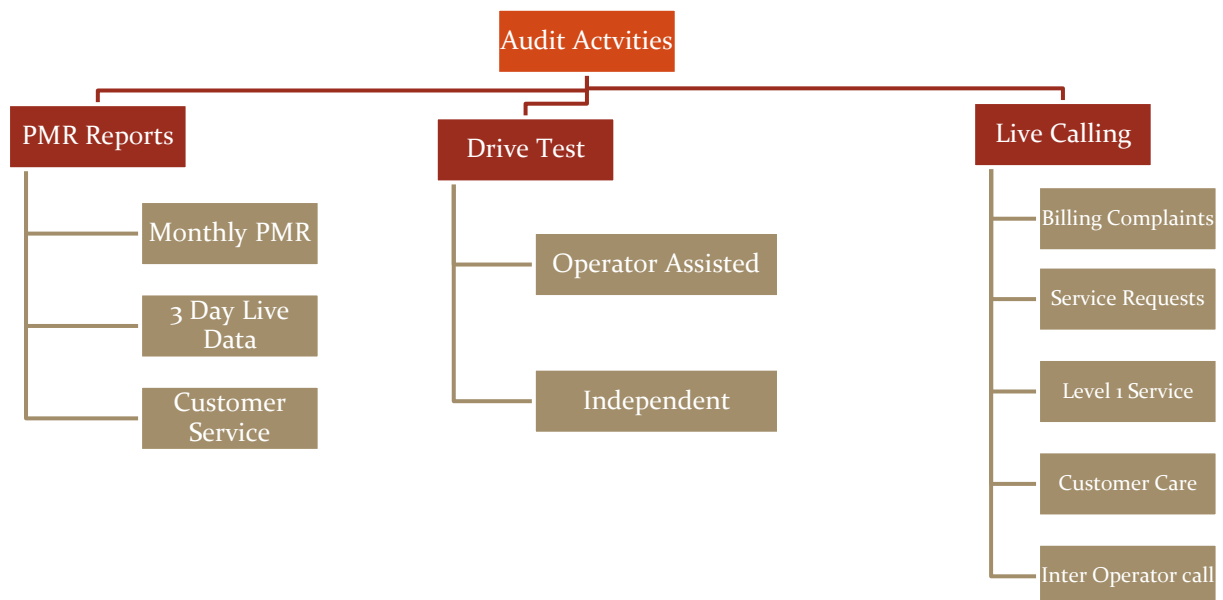 Audit Actvities
PMR Reports
Monthly PMR
3 Day Live
Data
Customer
Service
Drive Test
Operator Assisted
Independent
Live Calling
Billing Complaints
Service Requests
Level 1 Service
Customer Care
Inter Operator call